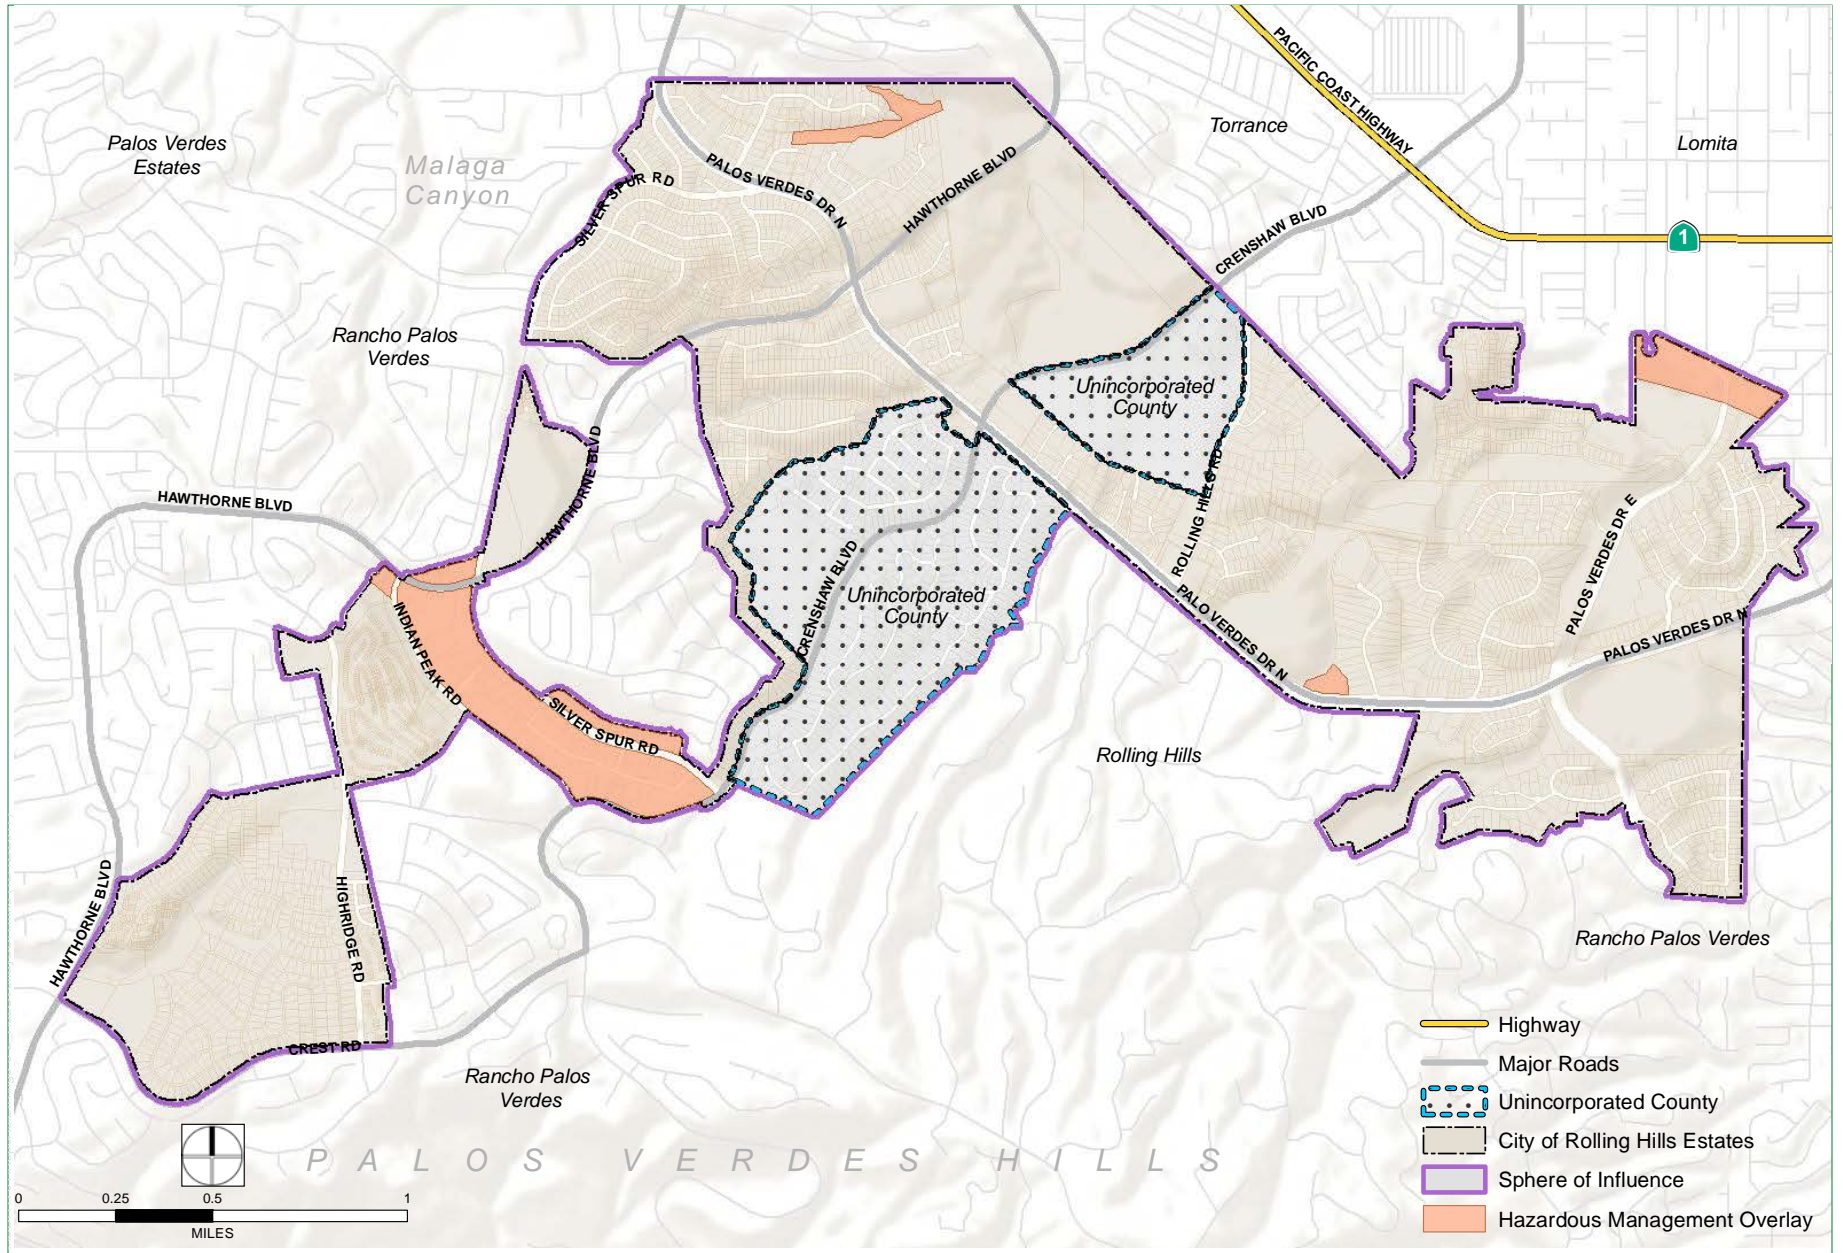 PACIFIC COAST HIGHWAY
Torrance
Lomita
Palos Verdes
Estates
Malaga
Canyon
PALOS VERDES DR N
SILVER SPUR RD
HAWTHORNE BLVD
CRENSHAW BLVD
1
Rancho Palos
Verdes
Unincorporated
County
HAWTHORNE BLVD
HAWTHORNE BLVD
ROLLING HILLS RD
PALOS VERDES DR E
CRENSHAW BLVD
Unincorporated
County
PALO VERDES DR N
PALOS VERDES DR N
INDIAN PEAK RD
SILVER SPUR RD
Rolling Hills
HAWTHORNE BLVD
HIGHRIDGE RD
Rancho Palos Verdes
CREST RD
Rancho Palos
Verdes
PALOS VERDES HILLS
0 0.25 0.5 1
MILES
Highway
Major Roads
Unincorporated County
City of Rolling Hills Estates
Sphere of Influence
Hazardous Management Overlay